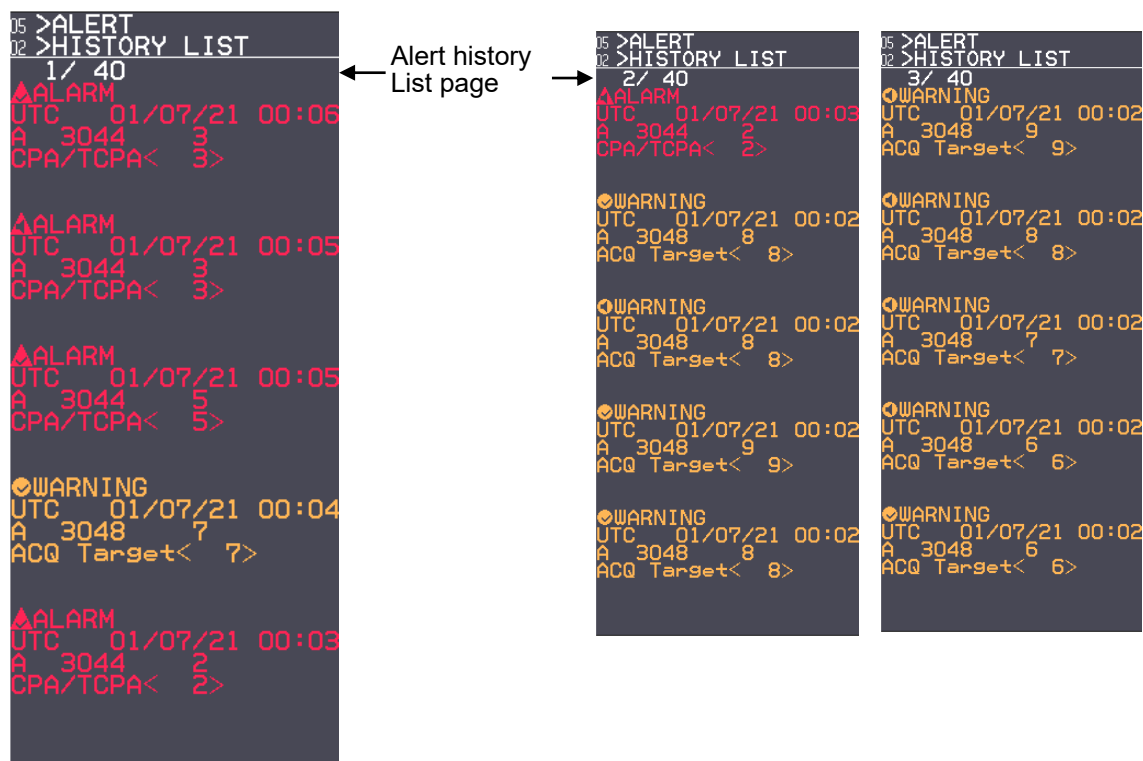 05 >ALERT
02 >HISTORY LIST
1/ 40
ALARM
UTC 01/07/21 00:06
A 3044 3
CPA/TCPA< 3>
ALARM
UTC 01/07/21 00:05
A 3044 3
CPA/TCPA< 3>
ALARM
UTC 01/07/21 00:05
A 3044 5
CPA/TCPA< 5>
WARNING
UTC 01/07/21 00:04
A 3048 7
ACQ Target< 7>
ALARM
UTC 01/07/21 00:03
A 3044 2
CPA/TCPA< 2>
Alert history
List page
05 >ALERT
02 >HISTORY LIST
2/ 40
ALARM
UTC 01/07/21 00:03
A 3044 2
CPA/TCPA< 2>
WARNING
UTC 01/07/21 00:02
A 3048 8
ACQ Target< 8>
WARNING
UTC 01/07/21 00:02
A 3048 8
ACQ Target< 8>
WARNING
UTC 01/07/21 00:02
A 3048 9
ACQ Target< 9>
WARNING
UTC 01/07/21 00:02
A 3048 8
ACQ Target< 8>
05 >ALERT
02 >HISTORY LIST
3/ 40
WARNING
UTC 01/07/21 00:02
A 3048 9
ACQ Target< 9>
WARNING
UTC 01/07/21 00:02
A 3048 8
ACQ Target< 8>
WARNING
UTC 01/07/21 00:02
A 3048 7
ACQ Target< 7>
WARNING
UTC 01/07/21 00:02
A 3048 6
ACQ Target< 6>
WARNING
UTC 01/07/21 00:02
A 3048 6
ACQ Target< 6>